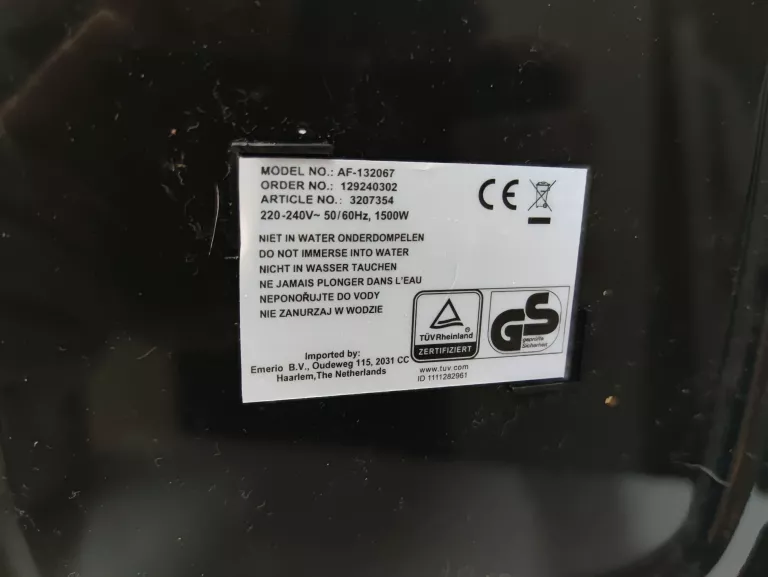 MODEL NO.: AF-132067
ORDER NO.: 129240302
ARTICLE NO.: 3207354
220-240V~ 50/60Hz, 1500W
CE
NIET IN WATER ONDERDOMPELEN
DO NOT IMMERSE INTO WATER
NICHT IN WASSER TAUCHEN
NE JAMAIS PLONGER DANS L'EAU
NEPONOŘUJTE DO VODY
NIE ZANURZAJ W WODZIE
Imported by:
Emerio B.V., Oudeweg 115, 2031 CC
Haarlem,The Netherlands
TÜVRheinland ®
ZERTIFIZIERT
GS
geprüfte
Sicherheit
www.tuv.com
ID 1111282961